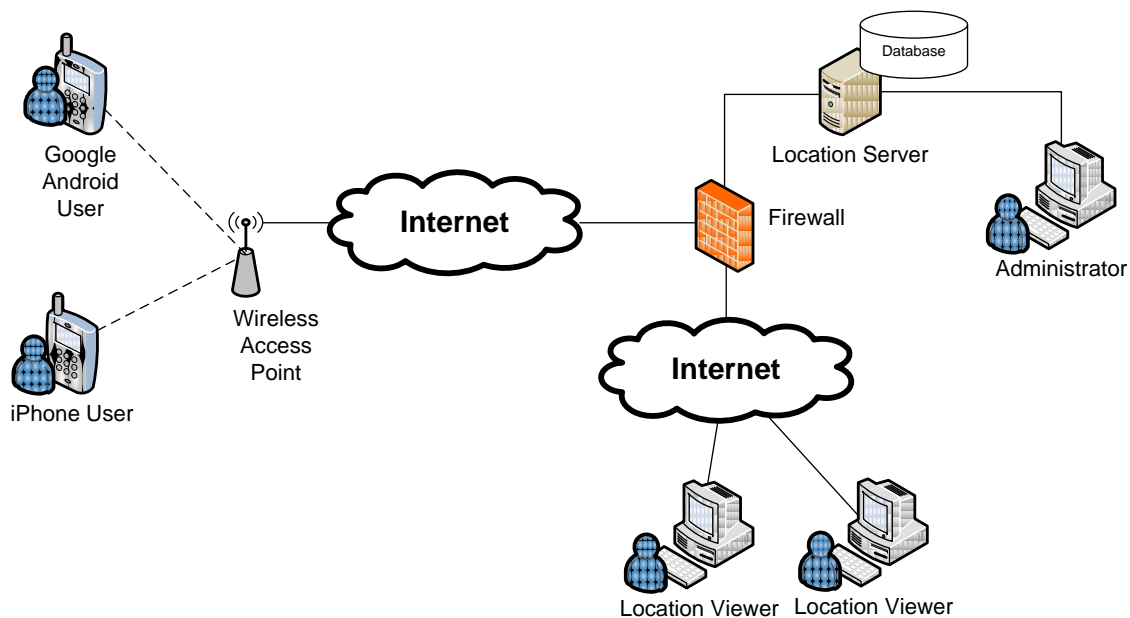 Database
Google
Android
User
Location Server
Internet
Firewall
Administrator
Wireless
Access
Point
Internet
iPhone User
Location Viewer
Location Viewer